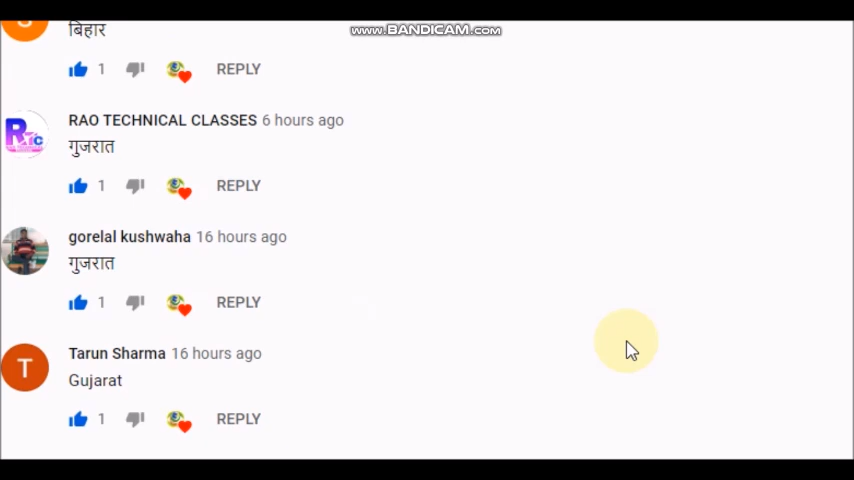 www.BANDICAM.com
बिहार
1 REPLY
RAO TECHNICAL CLASSES 6 hours ago
गुजरात
1 REPLY
gorelal kushwaha 16 hours ago
गुजरात
1 REPLY
T Tarun Sharma 16 hours ago
Gujarat
1 REPLY